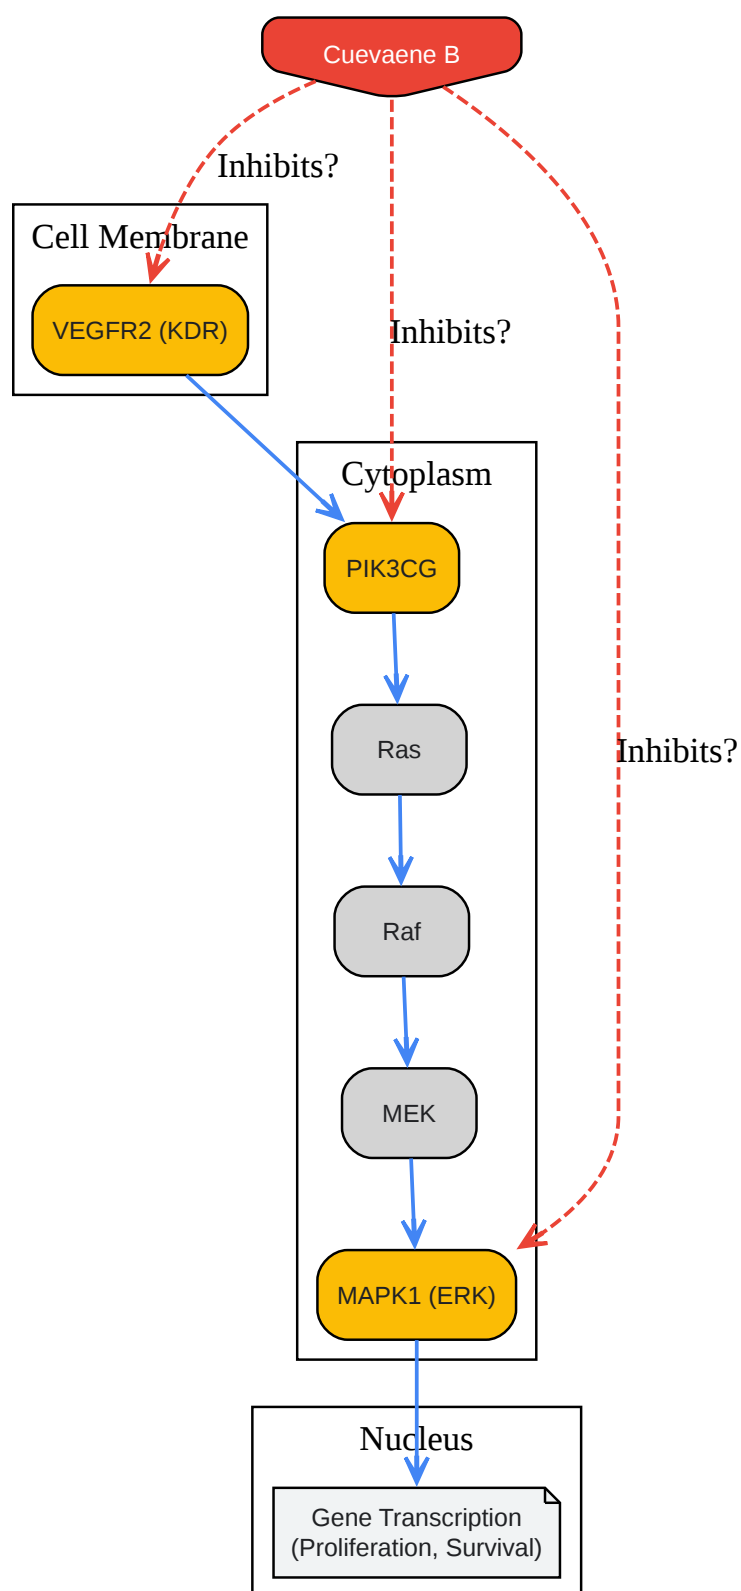 Cuevaene B
Inhibits?
Cell Membrane
VEGFR2 (KDR)
Inhibits?
Cytoplasm
PIK3CG
Ras
Inhibits?
Raf
MEK
MAPK1 (ERK)
Nucleus
Gene Transcription
(Proliferation, Survival)